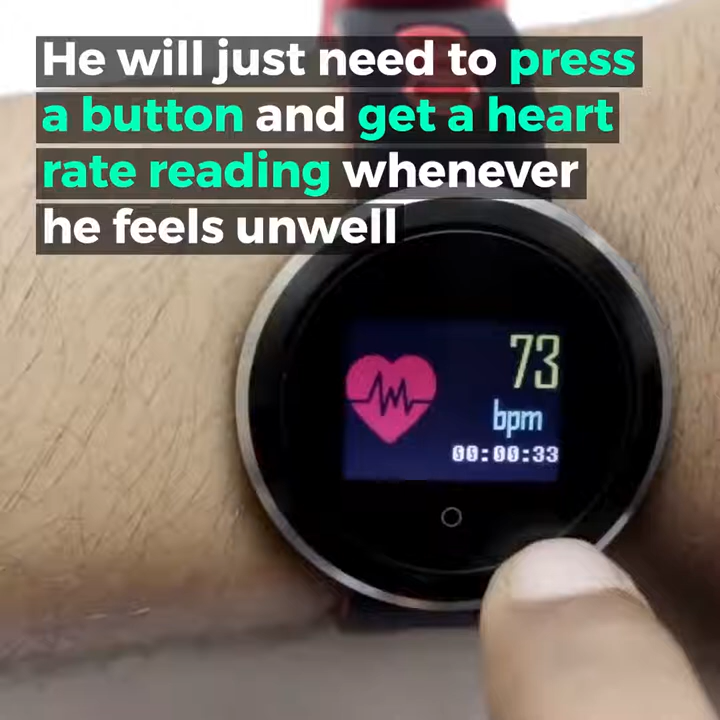 He will just need to press
a button and get a heart
rate reading whenever
he feels unwell
73
bpm
00:00:33